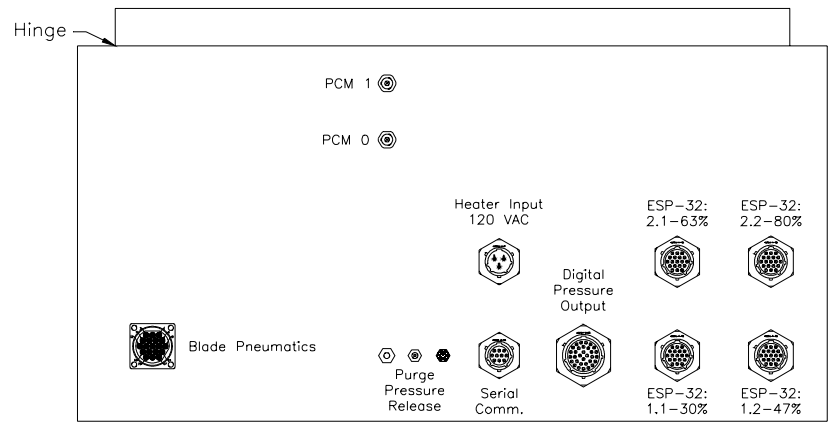 Hinge
PCM 1
PCM 0
Heater Input
120 VAC
ESP-32:
2.1-63%
ESP-32:
2.2-80%
Digital
Pressure
Output
Blade Pneumatics
Purge
Pressure
Release
Serial
Comm.
ESP-32:
1.1-30%
ESP-32:
1.2-47%